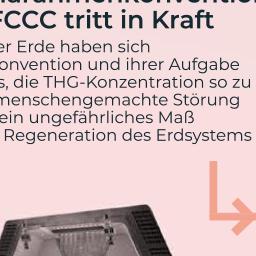 FCCC tritt in Kraft
er Erde haben sich
onvention und ihrer Aufgabe
s, die THG-Konzentration so zu
menschengemachte Störung
ein ungefährliches Maß
Regeneration des Erdsystems